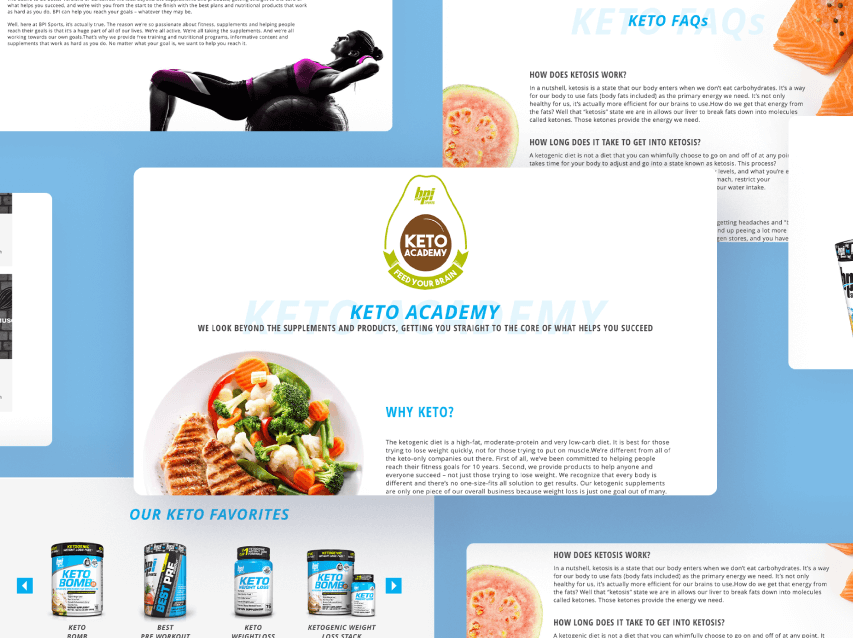 what helps you succeed, and we're with you from the start to the finish with the best plans and nutritional products that work
as hard as you do. BPI can help you reach your goals – whatever they may be.
Well, here at BPI Sports, it's actually true. The reason we're so passionate about fitness, supplements and helping people
reach their goals is that it's a huge part of all of our lives. We're all active. We're all taking the supplements. And we're all
working towards our own goals.That's why we provide free training and nutritional programs, informative content and
supplements that work as hard as you do. No matter what your goal is, we want to help you reach it.
KETO FAQs
KETO FAQs
HOW DOES KETOSIS WORK?
In a nutshell, ketosis is a state that our body enters when we don't eat carbohydrates. It's a way
for our body to use fats (body fats included) as the primary energy we need. It's not only
healthy for us, it's actually more efficient for our brains to use.How do we get that energy from
the fats? Well that "ketosis" state we are in allows our liver to break fats down into molecules
called ketones. Those ketones provide the energy we need.
HOW LONG DOES IT TAKE TO GET INTO KETOSIS?
A ketogenic diet is not a diet that you can whimfully choose to go on and off of at any poi
takes time for your body to adjust and go into a state known as ketosis. This process?
levels, and what you're e
mach, restrict your
our water intake.
getting headaches and "t
nd up peeing a lot more
gen stores, and you have
bpi
KETO
ACADEMY
FEED YOUR BRAIN
KETO ACADEMY
KETO ACADEMY
WE LOOK BEYOND THE SUPPLEMENTS AND PRODUCTS, GETTING YOU STRAIGHT TO THE CORE OF WHAT HELPS YOU SUCCEED
WHY KETO?
The ketogenic diet is a high-fat, moderate-protein and very low-carb diet. It is best for those
trying to lose weight quickly, not for those trying to put on muscle.We're different from all of
the keto-only companies out there. First of all, we've been committed to helping people
reach their fitness goals for 10 years. Second, we provide products to help anyone and
everyone succeed – not just those trying to lose weight. We recognize that every body is
different and there's no one-size-fits all solution to get results. Our ketogenic supplements
are only one piece of our overall business because weight loss is just one goal out of many.
OUR KETO FAVORITES
KETOGENIC
KETO
BOMB
bpi
BEST PRE
KETO
WEIGHT LOSS
75
KETOGENIC
KETO
BOMB
KETO
KETO
BOMB
BEST
PRE WORKOUT
KETO
WEIGHTLOSS
KETOGENIC WEIGHT
LOSS STACK
HOW DOES KETOSIS WORK?
In a nutshell, ketosis is a state that our body enters when we don't eat carbohydrates. It's a way
for our body to use fats (body fats included) as the primary energy we need. It's not only
healthy for us, it's actually more efficient for our brains to use.How do we get that energy from
the fats? Well that "ketosis" state we are in allows our liver to break fats down into molecules
called ketones. Those ketones provide the energy we need.
HOW LONG DOES IT TAKE TO GET INTO KETOSIS?
A ketogenic diet is not a diet that you can whimfully choose to go on and off of at any point. It